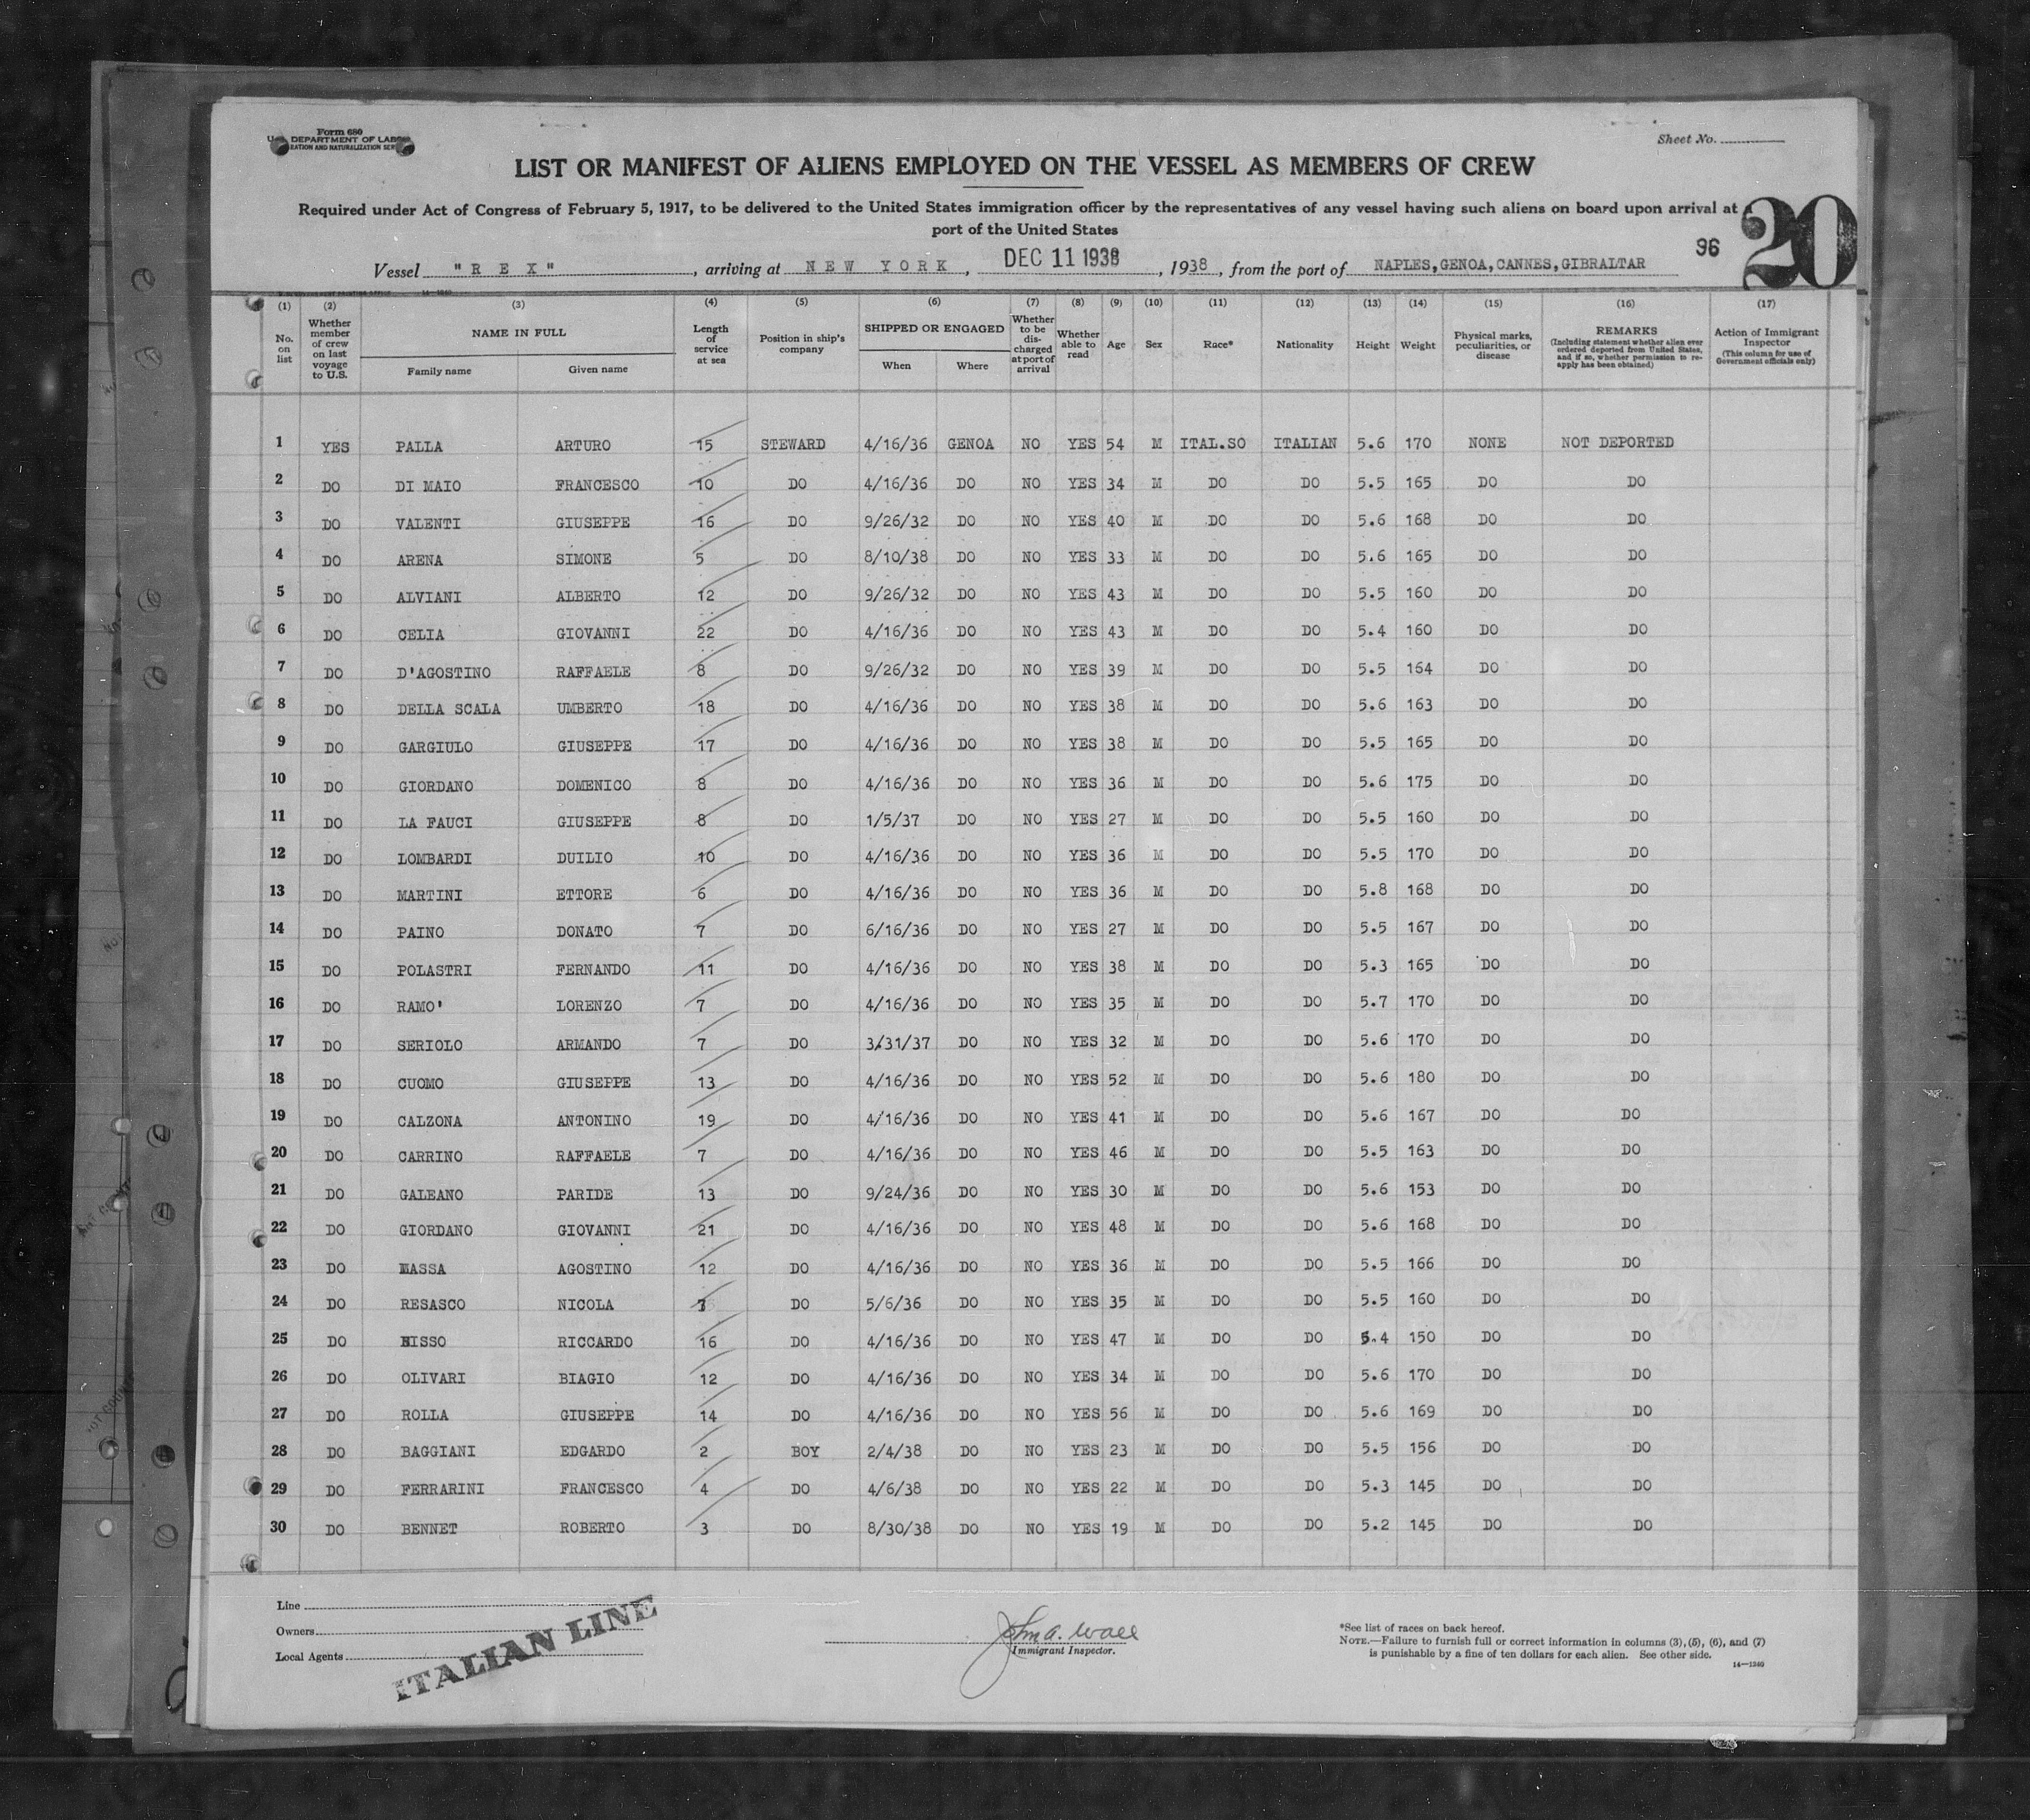 Form 680
DEPARTMENT OF LAB
RATION AND NATURALIZATION SER
Sheet No.
LIST OR MANIFEST OF ALIENS EMPLOYED ON THE VESSEL AS MEMBERS OF CREW
Required under Act of Congress of February 5, 1917, to be delivered to the United States immigration officer by the representatives of any vessel having such aliens on board upon arrival at
port of the United States
20
96
Vessel "REX", arriving at NEW YORK, DEC 11 1938, 1938, from the port of NAPLES,GENOA,CANNES,GIBRALTAR
(1) No. on list (2) Whether member of crew on last voyage to U.S. (3) NAME IN FULL Family name Given name (4) Length of service at sea (5) Position in ship's company (6) SHIPPED OR ENGAGED When Where (7) Whether to be discharged at port of arrival (8) Whether able to read (9) Age (10) Sex (11) Race* (12) Nationality (13) Height (14) Weight (15) Physical marks, peculiarities, or disease (16) REMARKS (Including statement whether alien ever ordered deported from United States, and if so, whether permission to reapply has been obtained) (17) Action of Immigrant Inspector (This column for use of Government officials only)
1 YES PALLA ARTURO 15 STEWARD 4/16/36 GENOA NO YES 54 M ITAL.SO ITALIAN 5.6 170 NONE NOT DEPORTED
2 DO DI MAIO FRANCESCO 10 DO 4/16/36 DO NO YES 34 M DO DO 5.5 165 DO DO
3 DO VALENTI GIUSEPPE 16 DO 9/26/32 DO NO YES 40 M DO DO 5.6 168 DO DO
4 DO ARENA SIMONE 5 DO 8/10/38 DO NO YES 33 M DO DO 5.6 165 DO DO
5 DO ALVIANI ALBERTO 12 DO 9/26/32 DO NO YES 43 M DO DO 5.5 160 DO DO
6 DO CELIA GIOVANNI 22 DO 4/16/36 DO NO YES 43 M DO DO 5.4 160 DO DO
7 DO D'AGOSTINO RAFFAELE 8 DO 9/26/32 DO NO YES 39 M DO DO 5.5 164 DO DO
8 DO DELLA SCALA UMBERTO 18 DO 4/16/36 DO NO YES 38 M DO DO 5.6 163 DO DO
9 DO GARGIULO GIUSEPPE 17 DO 4/16/36 DO NO YES 38 M DO DO 5.5 165 DO DO
10 DO GIORDANO DOMENICO 8 DO 4/16/36 DO NO YES 36 M DO DO 5.6 175 DO DO
11 DO LA FAUCI GIUSEPPE 8 DO 1/5/37 DO NO YES 27 M DO DO 5.5 160 DO DO
12 DO LOMBARDI DUILIO 10 DO 4/16/36 DO NO YES 36 M DO DO 5.5 170 DO DO
13 DO MARTINI ETTORE 6 DO 4/16/36 DO NO YES 36 M DO DO 5.8 168 DO DO
14 DO PAINO DONATO 7 DO 6/16/36 DO NO YES 27 M DO DO 5.5 167 DO DO
15 DO POLASTRI FERNANDO 11 DO 4/16/36 DO NO YES 38 M DO DO 5.3 165 DO DO
16 DO RAMO' LORENZO 7 DO 4/16/36 DO NO YES 35 M DO DO 5.7 170 DO DO
17 DO SERIOLO ARMANDO 7 DO 3/31/37 DO NO YES 32 M DO DO 5.6 170 DO DO
18 DO CUOMO GIUSEPPE 13 DO 4/16/36 DO NO YES 52 M DO DO 5.6 180 DO DO
19 DO CALZONA ANTONINO 19 DO 4/16/36 DO NO YES 41 M DO DO 5.6 167 DO DO
20 DO CARRINO RAFFAELE 7 DO 4/16/36 DO NO YES 46 M DO DO 5.5 163 DO DO
21 DO GALEANO PARIDE 13 DO 9/24/36 DO NO YES 30 M DO DO 5.6 153 DO DO
22 DO GIORDANO GIOVANNI 21 DO 4/16/36 DO NO YES 48 M DO DO 5.6 168 DO DO
23 DO MASSA AGOSTINO 12 DO 4/16/36 DO NO YES 36 M DO DO 5.5 166 DO DO
24 DO RESASCO NICOLA DO 5/6/36 DO NO YES 35 M DO DO 5.5 160 DO DO
25 DO RICCARDO 16 DO 4/16/36 DO NO YES 47 M DO DO 5.4 150 DO DO
26 DO OLIVARI BIAGIO 12 DO 4/16/36 DO NO YES 34 M DO DO 5.6 170 DO DO
27 DO ROLLA GIUSEPPE 14 DO 4/16/36 DO NO YES 56 M DO DO 5.6 169 DO DO
28 DO BAGGIANI EDGARDO 2 BOY 2/4/38 DO NO YES 23 M DO DO 5.5 156 DO DO
29 DO FERRARINI FRANCESCO 4 DO 4/6/38 DO NO YES 22 M DO DO 5.3 145 DO DO
30 DO BENNET ROBERTO 3 DO 8/30/38 DO NO YES 19 M DO DO 5.2 145 DO DO
Line
Owners
Local Agents
ITALIAN LINE
John A. Wall
Immigrant Inspector.
*See list of races on back hereof.
NOTE.—Failure to furnish full or correct information in columns (3), (5), (6), and (7)
is punishable by a fine of ten dollars for each alien. See other side.
14—1240